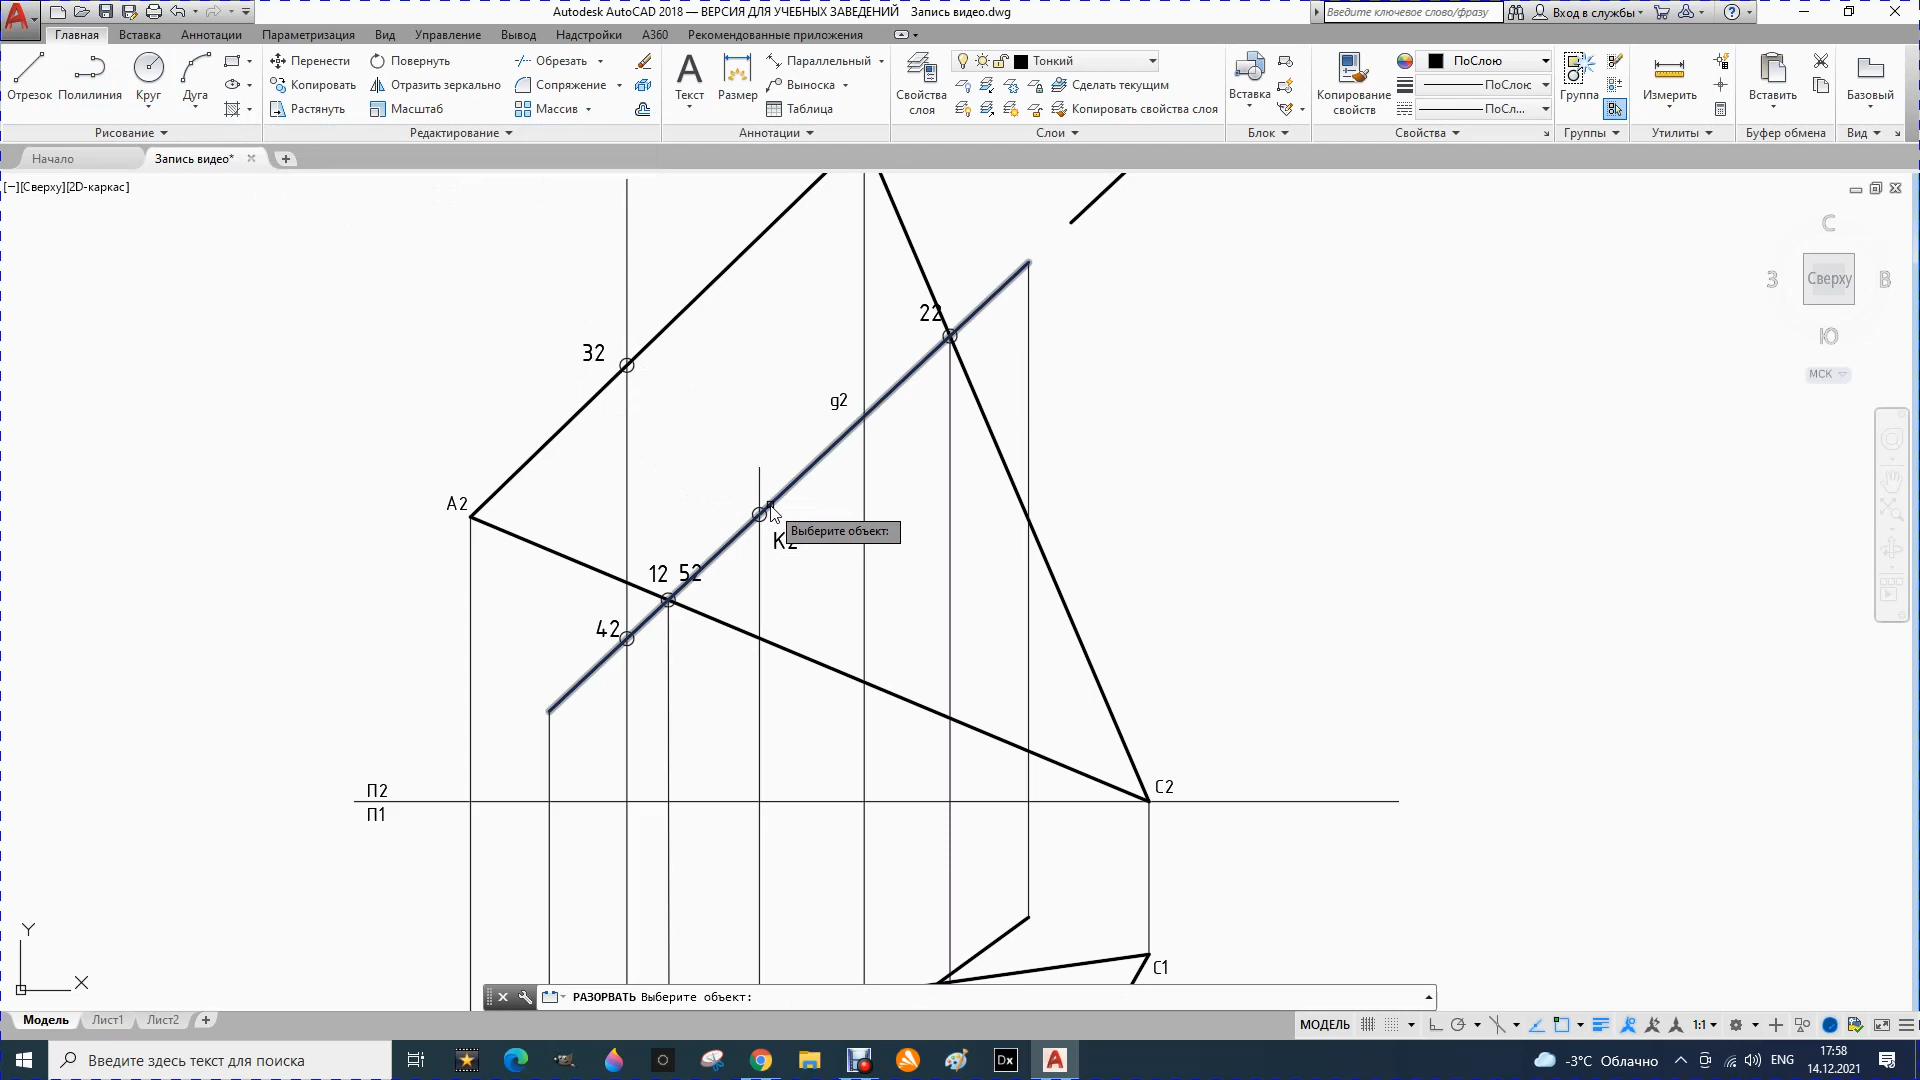 Autodesk AutoCAD 2018 — ВЕРСИЯ ДЛЯ УЧЕБНЫХ ЗАВЕДЕНИЙ Запись видео.dwg
Введите ключевое слово/фразу
Вход в службы
Главная Вставка Аннотации Параметризация Вид Управление Вывод Надстройки A360 Рекомендованные приложения
Отрезок Полилиния Круг Дуга
Перенести Повернуть Обрезать
Копировать Отразить зеркально Сопряжение
Растянуть Масштаб Массив
Текст Размер
Параллельный
Выноска
Таблица
Свойства слоя
Тонкий
Сделать текущим
Копировать свойства слоя
Вставка
Копирование свойств
ПоСлою
ПоСлою
ПоСл...
Группа
Измерить
Вставить
Базовый
Рисование Редактирование Аннотации Слои Блок Свойства Группы Утилиты Буфер обмена Вид
Начало Запись видео*
[−][Сверху][2D-каркас]
С
З Сверху В
Ю
МСК
22
32
g2
A2
Выберите объект:
K2
12 52
42
П2
П1
C2
C1
Y
X
РАЗОРВАТЬ Выберите объект:
Модель Лист1 Лист2
МОДЕЛЬ 1:1
Введите здесь текст для поиска
Dx
-3°C Облачно
ENG
17:58
14.12.2021